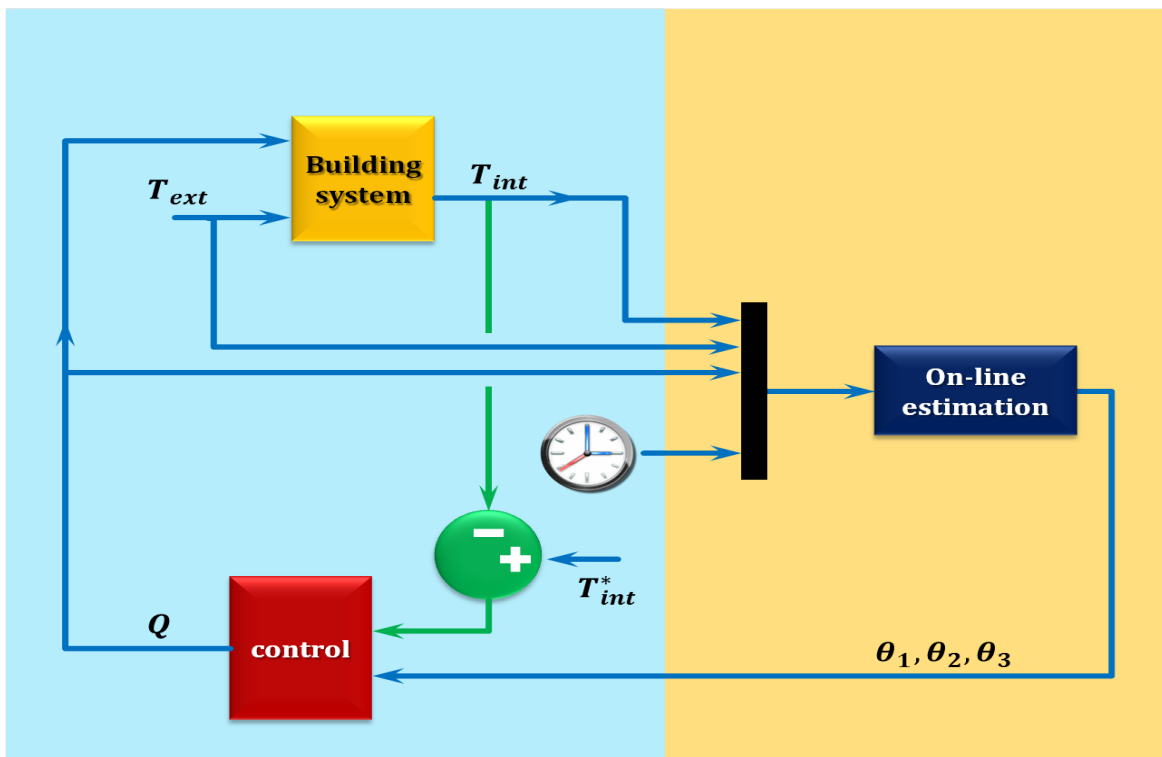 Building
system
T_int
T_ext
On-line
estimation
−
+
T*_int
Q
control
θ₁, θ₂, θ₃